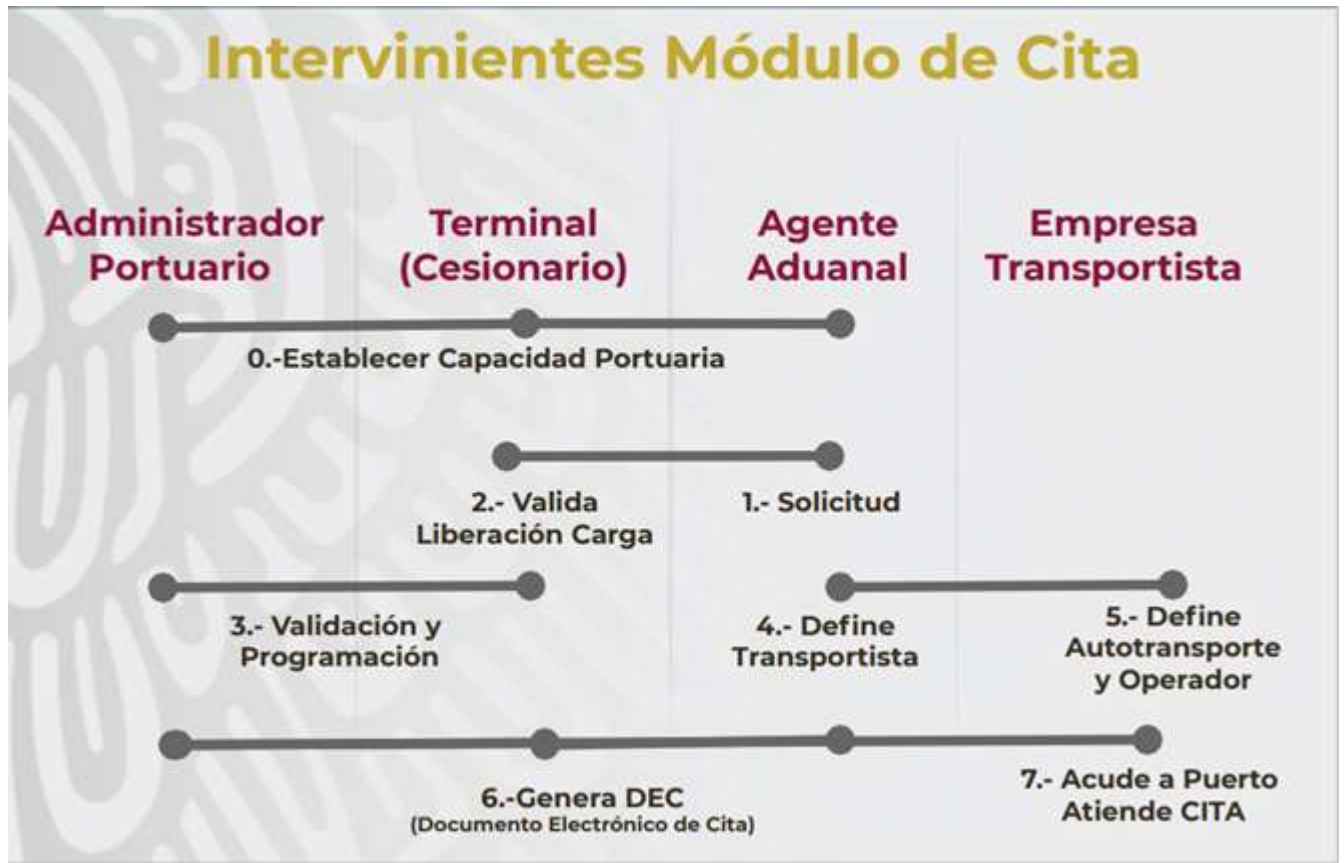 Intervinientes Módulo de Cita
Administrador
Portuario
Terminal
(Cesionario)
Agente
Aduanal
Empresa
Transportista
0.-Establecer Capacidad Portuaria
2.- Valida
Liberación Carga
1.- Solicitud
3.- Validación y
Programación
4.- Define
Transportista
5.- Define
Autotransporte
y Operador
6.-Genera DEC
(Documento Electrónico de Cita)
7.- Acude a Puerto
Atiende CITA